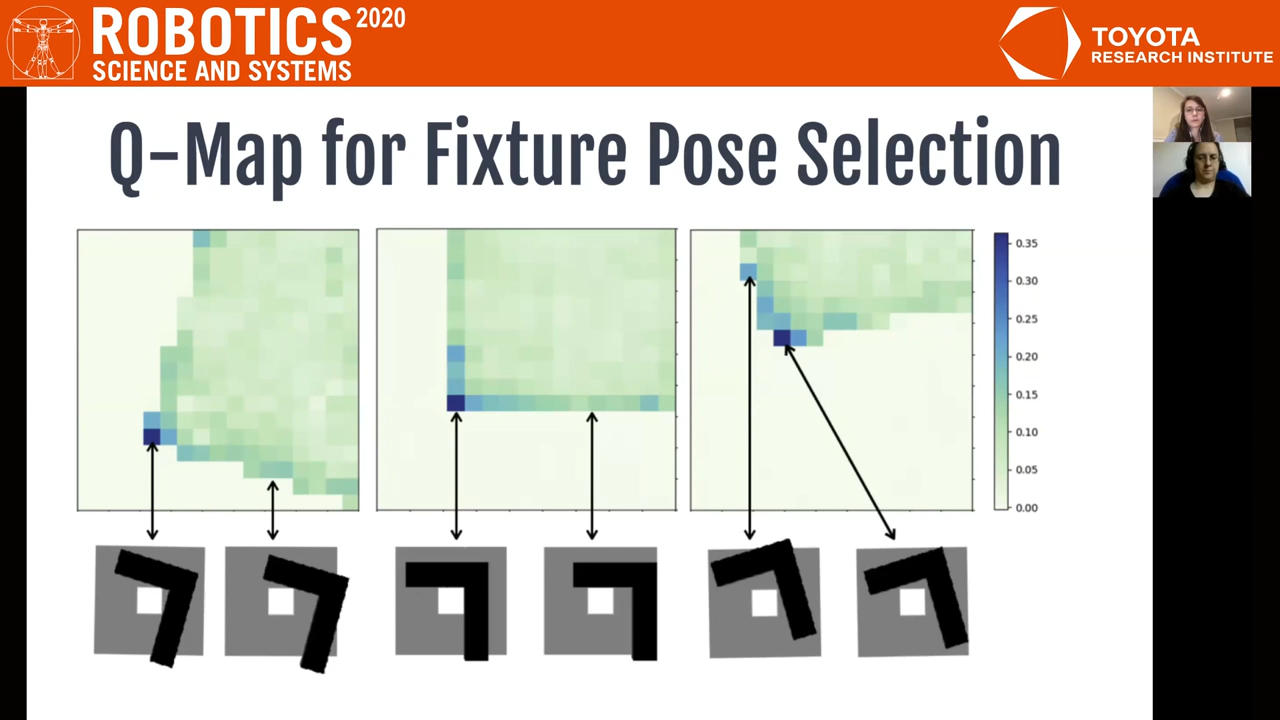 ROBOTICS 2020
SCIENCE AND SYSTEMS
TOYOTA
RESEARCH INSTITUTE
Q-Map for Fixture Pose Selection
0.35
0.30
0.25
0.20
0.15
0.10
0.05
0.00